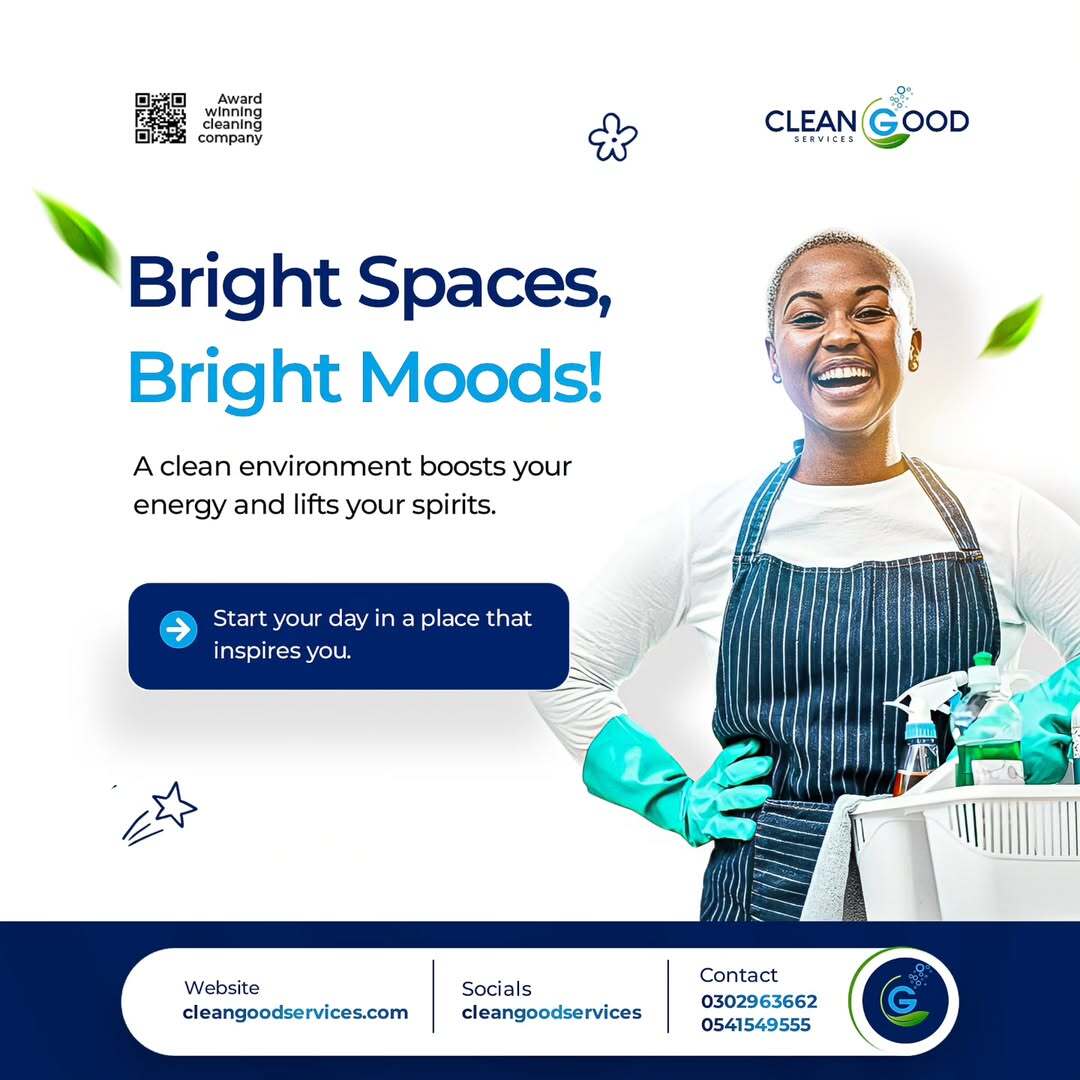 Award
winning
cleaning
company
CLEAN GOOD
SERVICES
Bright Spaces,
Bright Moods!
A clean environment boosts your
energy and lifts your spirits.
Start your day in a place that
inspires you.
Website
cleangoodservices.com
Socials
cleangoodservices
Contact
0302963662
0541549555
G